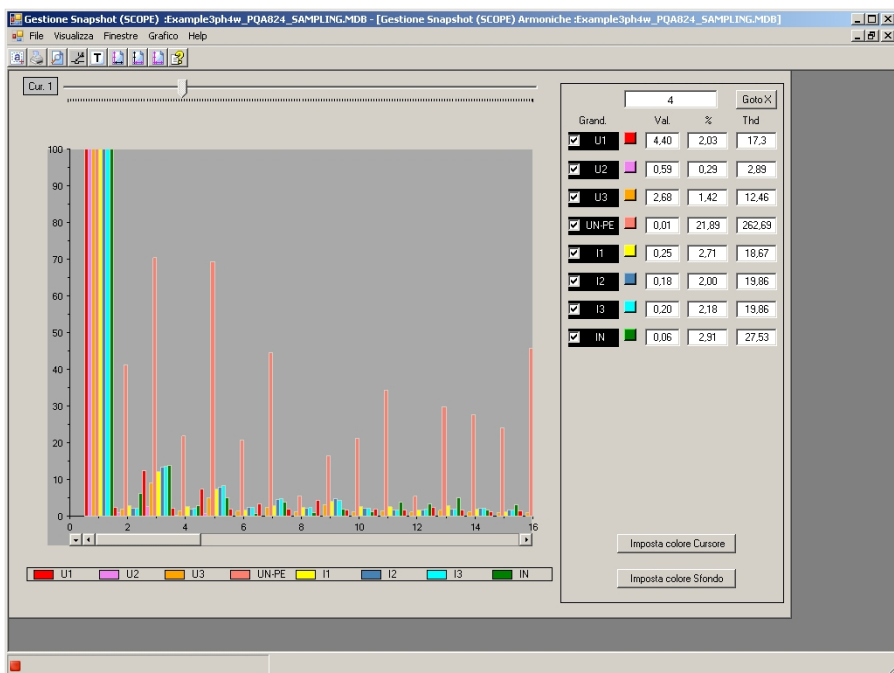 Gestione Snapshot (SCOPE) :Example3ph4w_PQA824_SAMPLING.MDB - [Gestione Snapshot (SCOPE) Armoniche :Example3ph4w_PQA824_SAMPLING.MDB]
File Visualizza Finestre Grafico Help
Cur. 1
4 Goto X
Grand. Val. % Thd
U1 4,40 2,03 17,3
U2 0,59 0,29 2,89
U3 2,68 1,42 12,46
UN-PE 0,01 21,89 262,69
I1 0,25 2,71 18,67
I2 0,18 2,00 19,86
I3 0,20 2,18 19,86
IN 0,06 2,91 27,53
100
90
80
70
60
50
40
30
20
10
0
0 2 4 6 8 10 12 14 16
Imposta colore Cursore
Imposta colore Sfondo
U1 U2 U3 UN-PE I1 I2 I3 IN